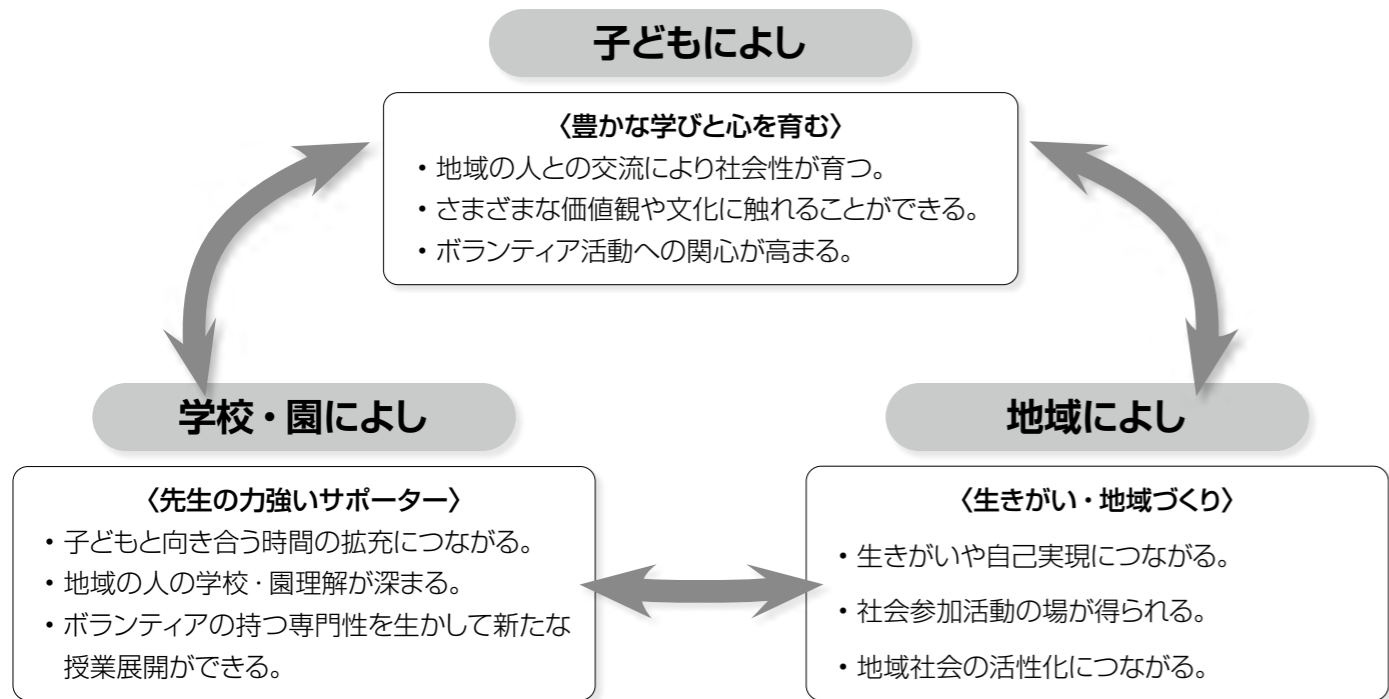 子どもによし
〈豊かな学びと心を育む〉
・地域の人との交流により社会性が育つ。
・さまざまな価値観や文化に触れることができる。
・ボランティア活動への関心が高まる。
学校・園によし
〈先生の力強いサポーター〉
・子どもと向き合う時間の拡充につながる。
・地域の人の学校・園理解が深まる。
・ボランティアの持つ専門性を生かして新たな
授業展開ができる。
地域によし
〈生きがい・地域づくり〉
・生きがいや自己実現につながる。
・社会参加活動の場が得られる。
・地域社会の活性化につながる。